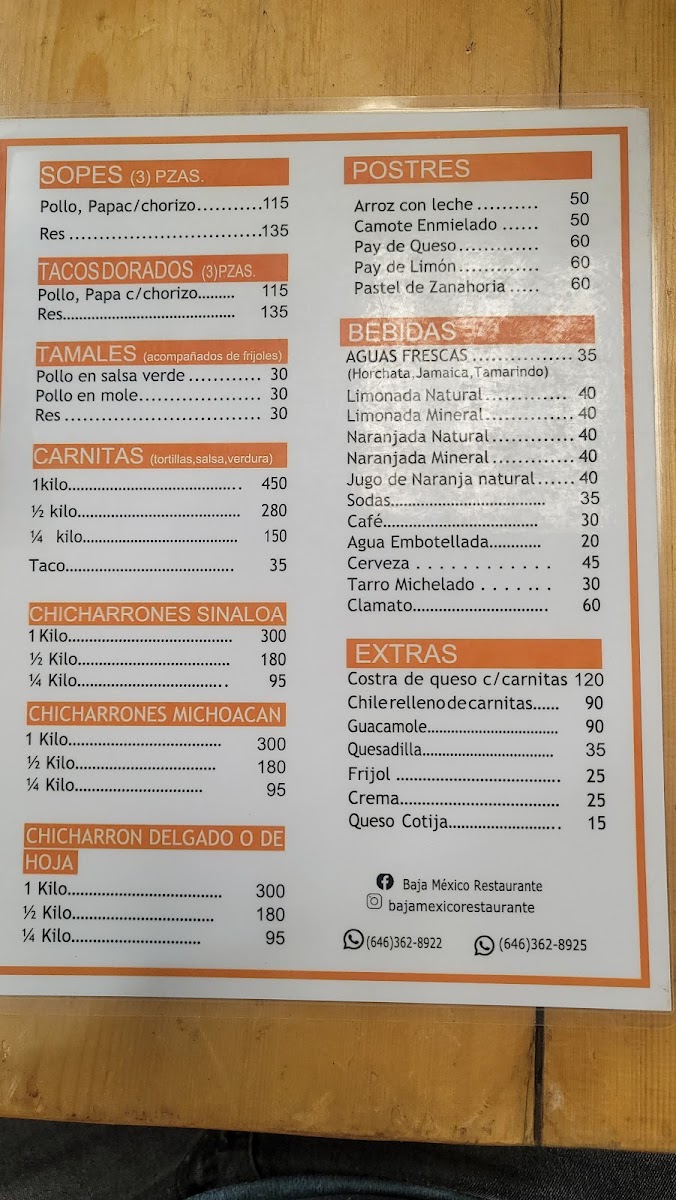 SOPES (3) PZAS.
Pollo, Papac/chorizo...........115
Res ..............................135
TACOSDORADOS (3)PZAS.
Pollo, Papa c/chorizo......... 115
Res......................................... 135
TAMALES (acompañados de frijoles)
Pollo en salsa verde ............ 30
Pollo en mole.................... 30
Res ............................... 30
CARNITAS (tortillas,salsa,verdura)
1kilo........................................ 450
½ kilo...................................... 280
¼ kilo..................................... 150
Taco........................................ 35
CHICHARRONES SINALOA
1 Kilo....................................... 300
½ Kilo.................................... 180
¼ Kilo..................................... 95
CHICHARRONES MICHOACAN
1 Kilo..................................... 300
½ Kilo.................................. 180
¼ Kilo............................... 95
CHICHARRON DELGADO O DE
HOJA
1 Kilo..................................... 300
½ Kilo.................................. 180
¼ Kilo............................... 95
POSTRES
Arroz con leche .......... 50
Camote Enmielado ...... 50
Pay de Queso............. 60
Pay de Limón............. 60
Pastel de Zanahoria ..... 60
BEBIDAS
AGUAS FRESCAS ................ 35
(Horchata,Jamaica,Tamarindo)
Limonada Natural............. 40
Limonada Mineral............. 40
Naranjada Natural............. 40
Naranjada Mineral............. 40
Jugo de Naranja natural...... 40
Sodas..................................... 35
Café..................................... 30
Agua Embotellada............ 20
Cerveza . . . . . . . . . . . . 45
Tarro Michelado . . . . . . . 30
Clamato................................ 60
EXTRAS
Costra de queso c/carnitas 120
Chilerellenodecarnitas...... 90
Guacamole............................... 90
Quesadilla............................... 35
Frijol ...................................... 25
Crema...................................... 25
Queso Cotija.......................... 15
Baja México Restaurante
bajamexicorestaurante
(646)362-8922 (646)362-8925